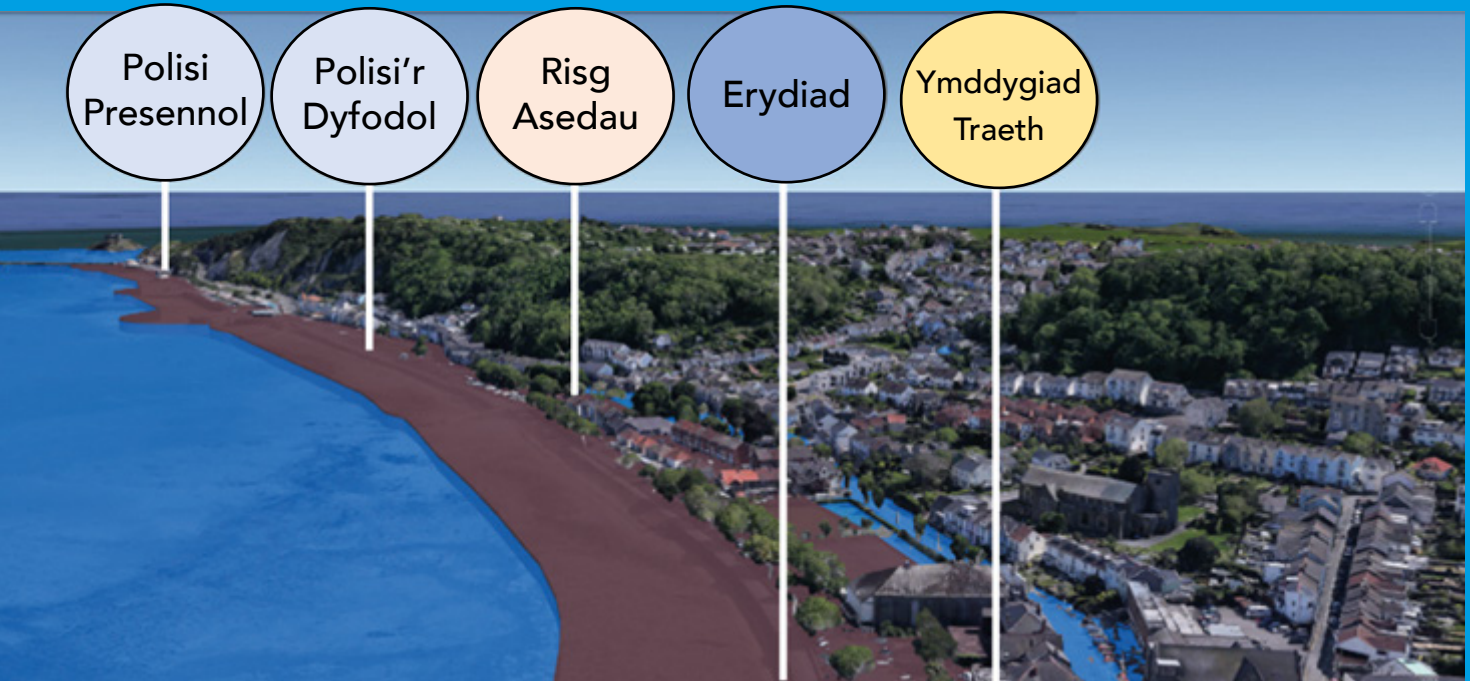 Polisi
Presennol
Polisi'r
Dyfodol
Risg
Asedau
Erydiad
Ymddygiad
Traeth